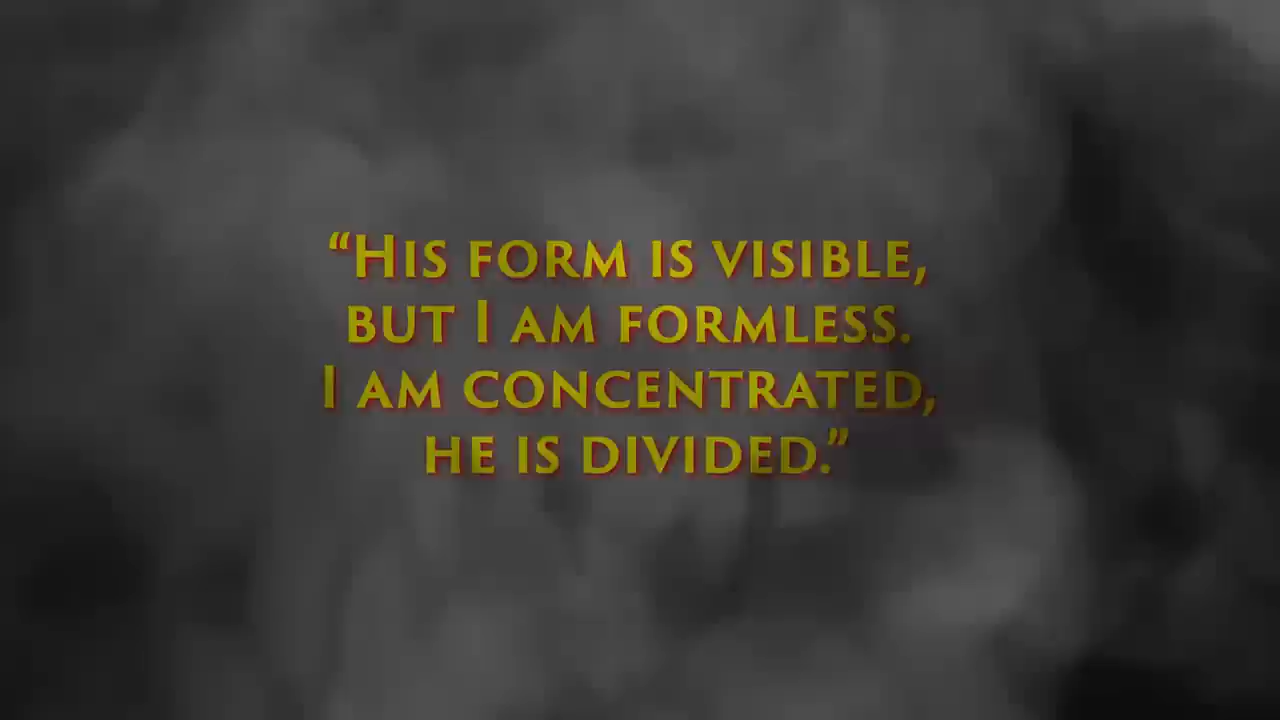 “His form is visible,
but I am formless.
I am concentrated,
he is divided.”